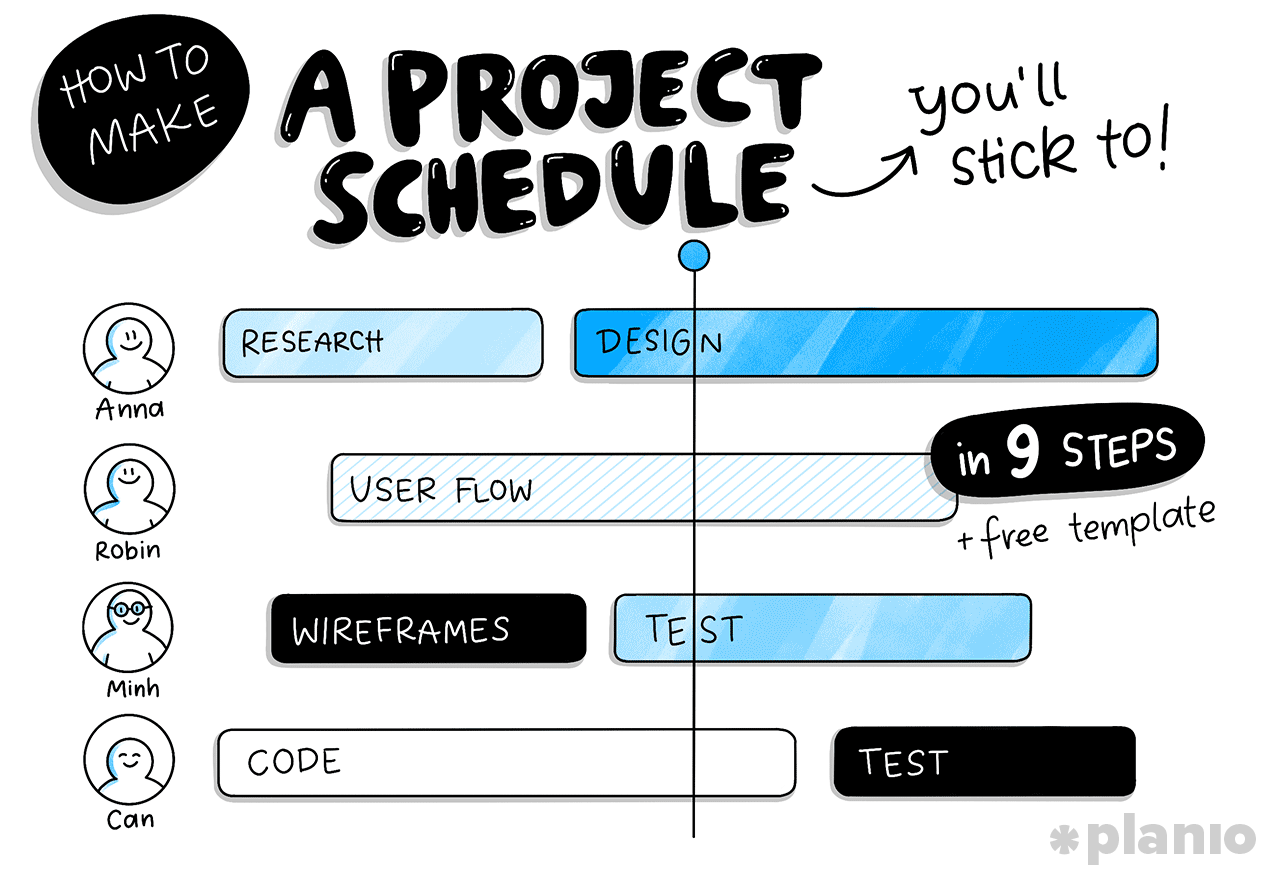 HOW TO
MAKE
A PROJECT
SCHEDULE
you'll
stick to!
RESEARCH
DESIGN
Anna
in 9 STEPS
+ free template
USER FLOW
Robin
WIREFRAMES
TEST
Minh
CODE
TEST
Can
*planio